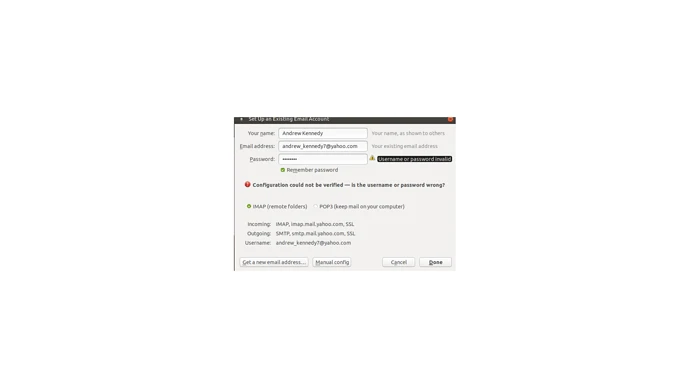 Set Up an Existing Email Account
Your name: Andrew Kennedy Your name, as shown to others
Email address: andrew_kennedy7@yahoo.com Your existing email address
Password: •••••••• Username or password invalid
Remember password
Configuration could not be verified — is the username or password wrong?
IMAP (remote folders) POP3 (keep mail on your computer)
Incoming: IMAP, imap.mail.yahoo.com, SSL
Outgoing: SMTP, smtp.mail.yahoo.com, SSL
Username: andrew_kennedy7@yahoo.com
Get a new email address... Manual config Cancel Done